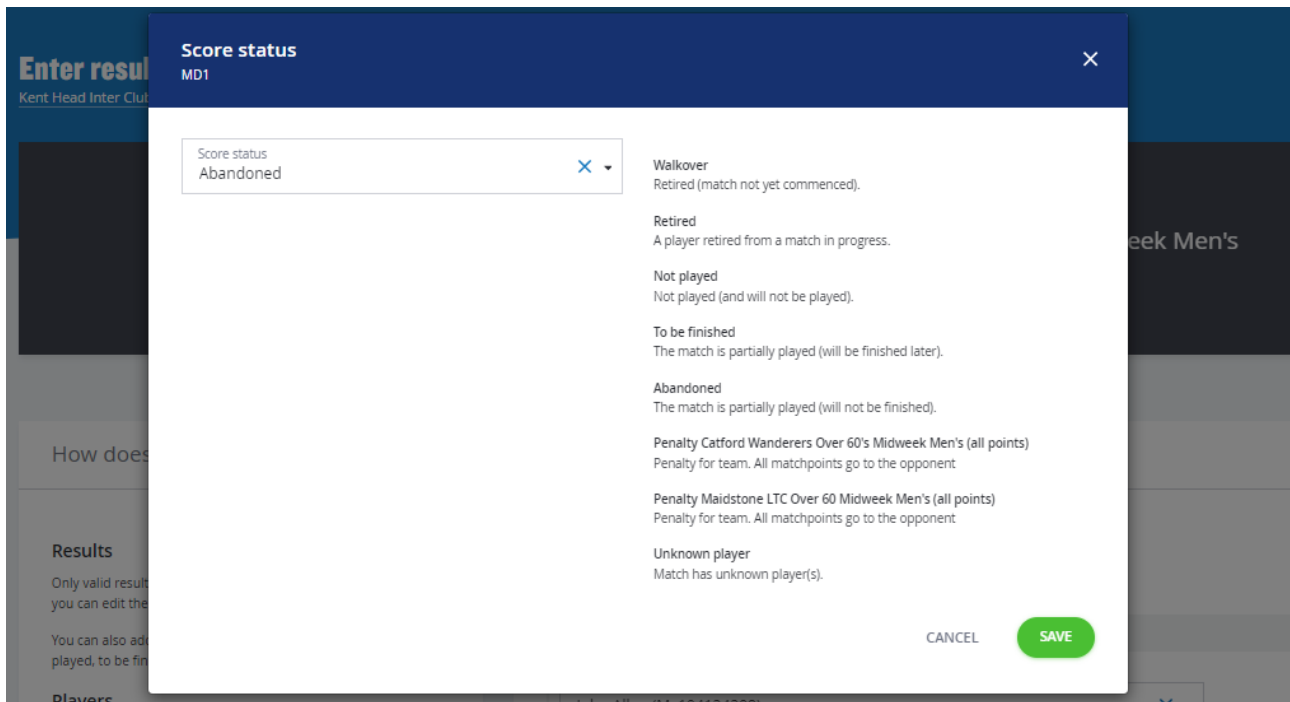 Enter resul
Kent Head Inter Clut
Score status
MD1
Score status
Abandoned
Walkover
Retired (match not yet commenced).
Retired
A player retired from a match in progress.
Not played
Not played (and will not be played).
To be finished
The match is partially played (will be finished later).
Abandoned
The match is partially played (will not be finished).
Penalty Catford Wanderers Over 60's Midweek Men's (all points)
Penalty for team. All matchpoints go to the opponent
Penalty Maidstone LTC Over 60 Midweek Men's (all points)
Penalty for team. All matchpoints go to the opponent
Unknown player
Match has unknown player(s).
CANCEL
SAVE
eek Men's
How does
Results
Only valid result
you can edit the
You can also add
played, to be fin
Players